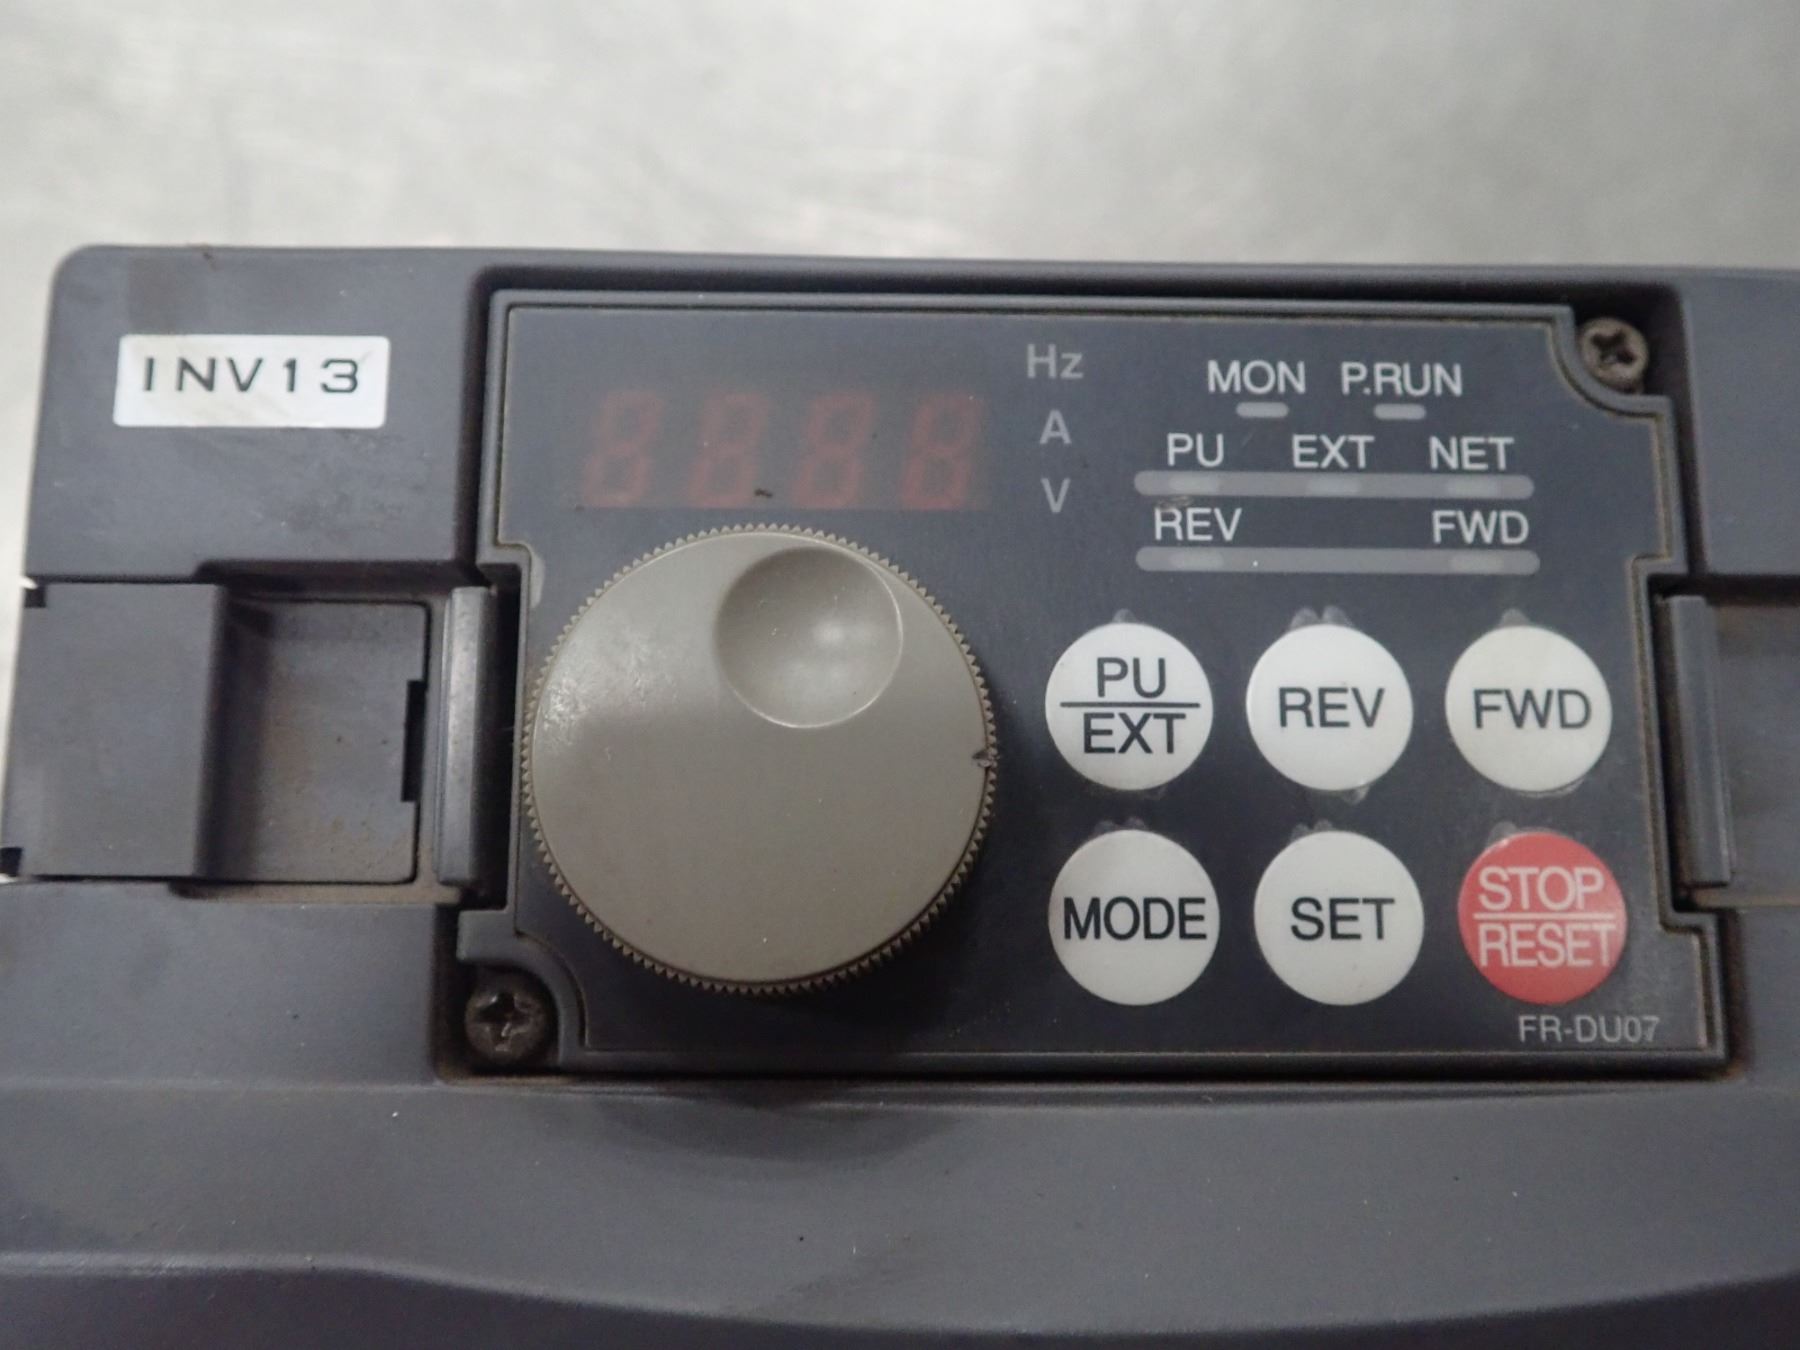 INV13
Hz
A
V
MON P.RUN
PU EXT NET
REV FWD
PU
EXT
REV
FWD
MODE
SET
STOP
RESET
FR-DU07